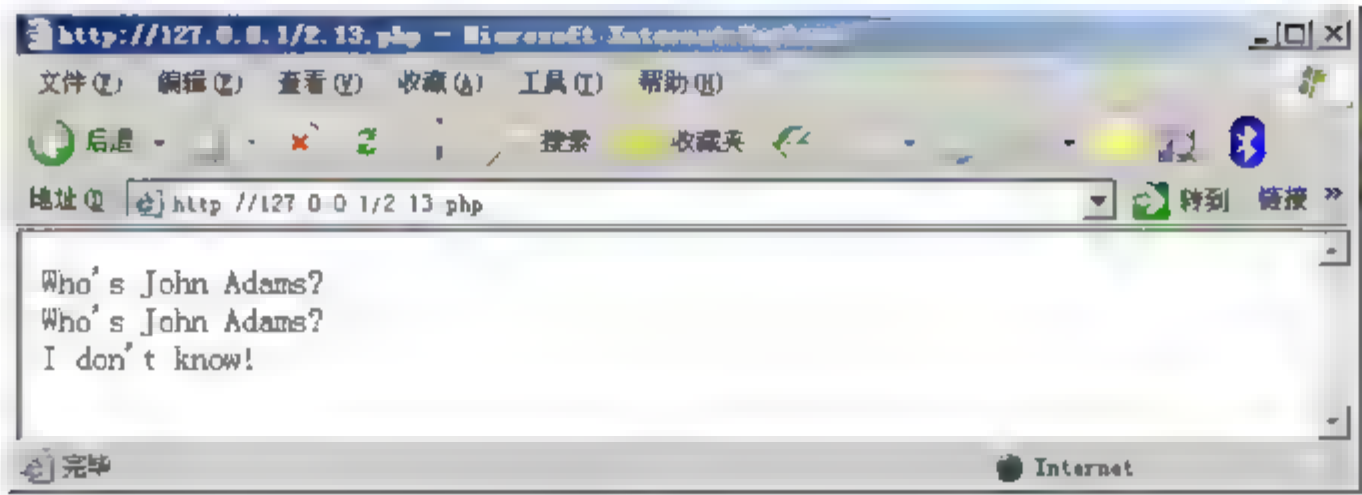 http://127.0.0.1/2.13.php - Microsoft Internet
文件(F) 编辑(E) 查看(V) 收藏(A) 工具(T) 帮助(H)
后退 搜索 收藏夹
地址(D) http //127 0 0 1/2 13 php 转到 链接 »
Who's John Adams?
Who's John Adams?
I don't know!
完毕 Internet